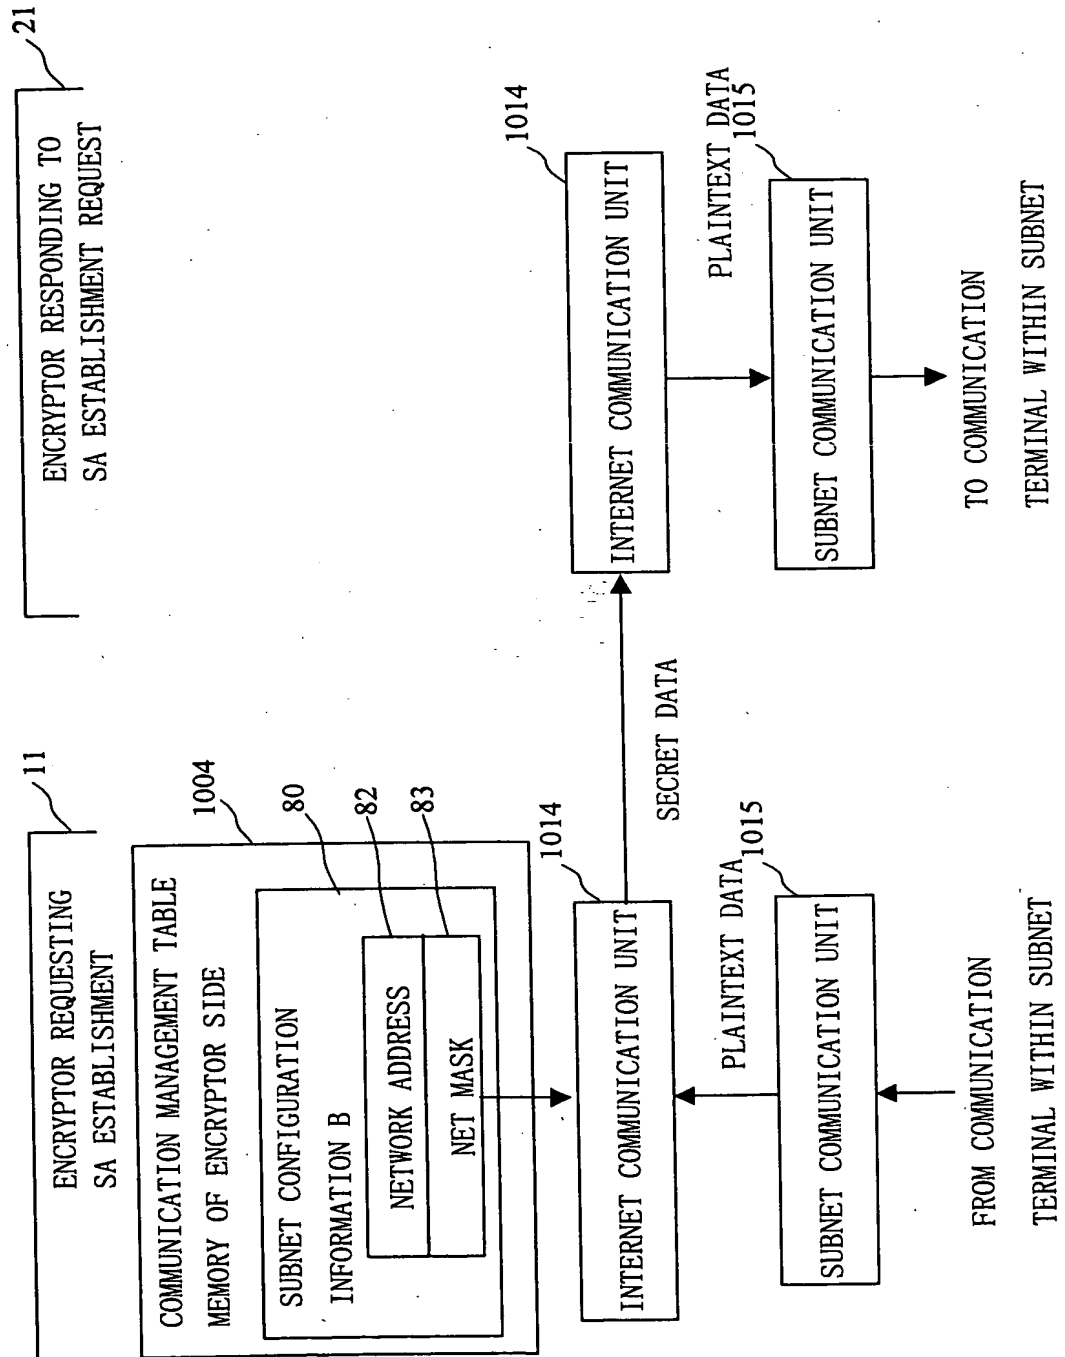 ENCRYPTOR REQUESTING
SA ESTABLISHMENT
11
COMMUNICATION MANAGEMENT TABLE
MEMORY OF ENCRYPTOR SIDE
1004
SUBNET CONFIGURATION
INFORMATION B
80
NETWORK ADDRESS
82
NET MASK
83
INTERNET COMMUNICATION UNIT
1014
PLAINTEXT DATA
SUBNET COMMUNICATION UNIT
1015
FROM COMMUNICATION
TERMINAL WITHIN SUBNET
SECRET DATA
ENCRYPTOR RESPONDING TO
SA ESTABLISHMENT REQUEST
21
INTERNET COMMUNICATION UNIT
1014
PLAINTEXT DATA
SUBNET COMMUNICATION UNIT
1015
TO COMMUNICATION
TERMINAL WITHIN SUBNET